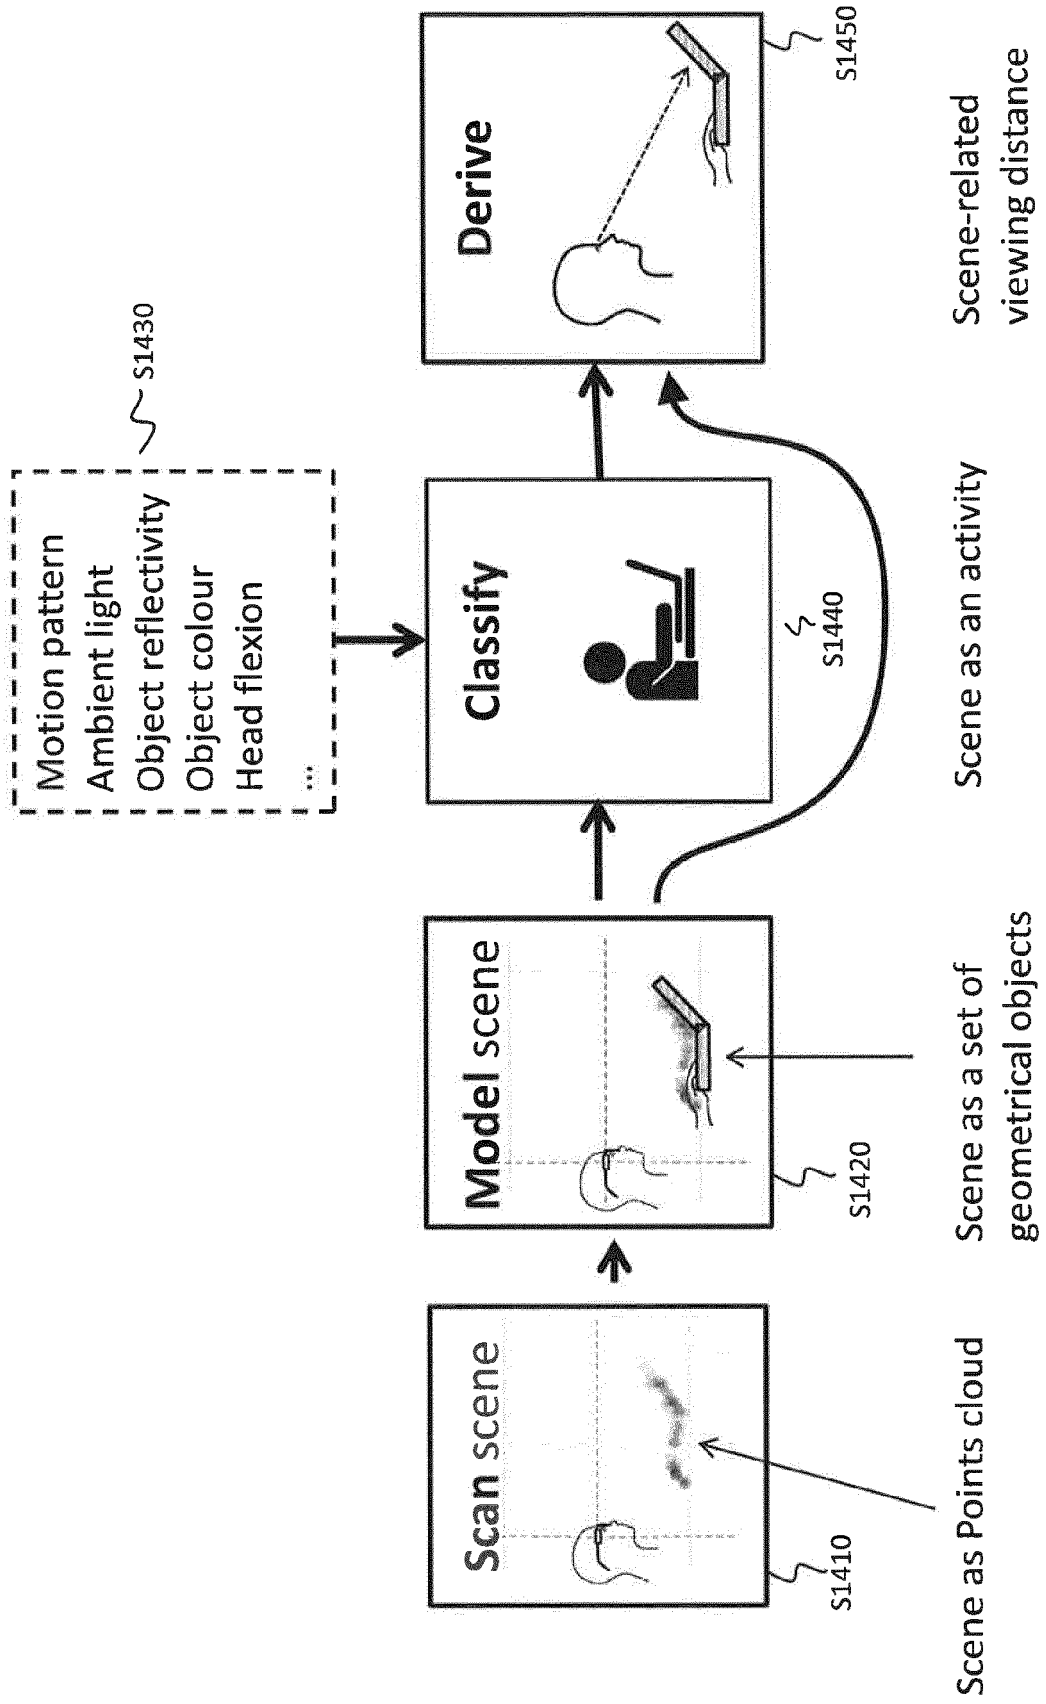 Motion pattern
Ambient light
Object reflectivity
Object colour
Head flexion
...
S1430
Scan scene
Model scene
Classify
Derive
S1410
S1420
S1440
S1450
Scene as Points cloud
Scene as a set of
geometrical objects
Scene as an activity
Scene-related
viewing distance